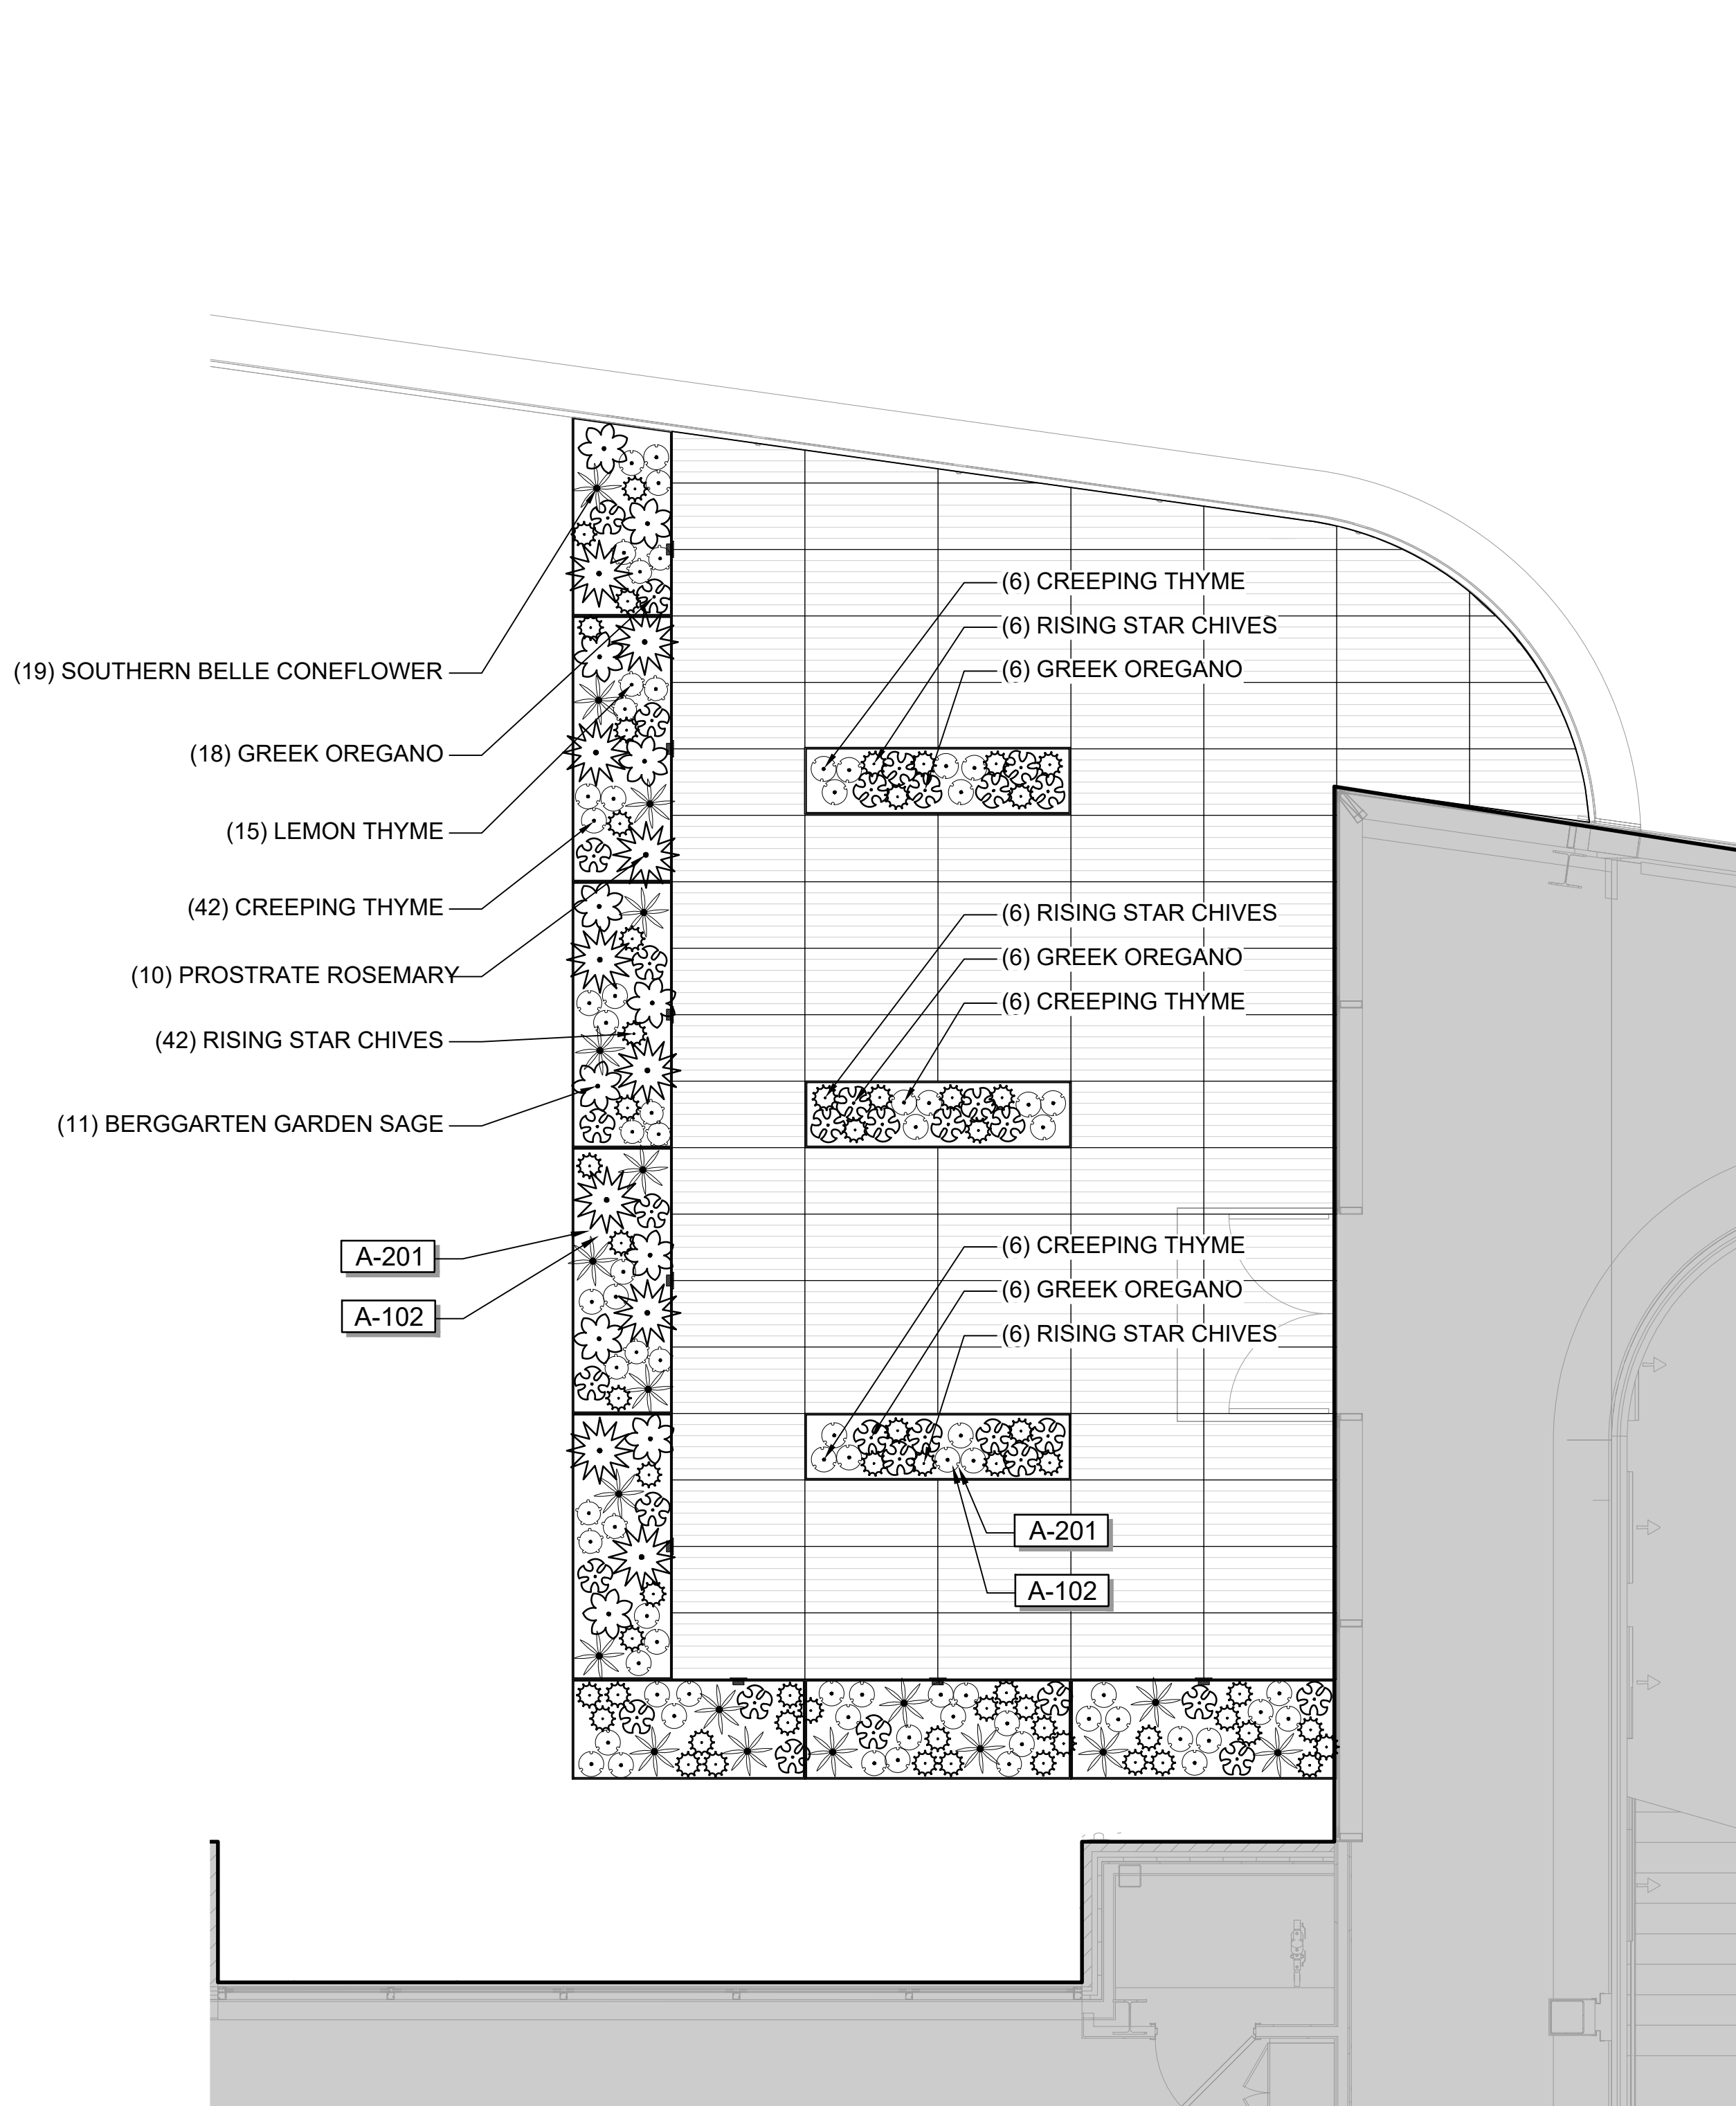 (6) CREEPING THYME
(6) RISING STAR CHIVES
(6) GREEK OREGANO
(19) SOUTHERN BELLE CONEFLOWER
(18) GREEK OREGANO
(15) LEMON THYME
(42) CREEPING THYME
(10) PROSTRATE ROSEMARY
(42) RISING STAR CHIVES
(11) BERGGARTEN GARDEN SAGE
(6) RISING STAR CHIVES
(6) GREEK OREGANO
(6) CREEPING THYME
A-201
A-102
(6) CREEPING THYME
(6) GREEK OREGANO
(6) RISING STAR CHIVES
A-201
A-102